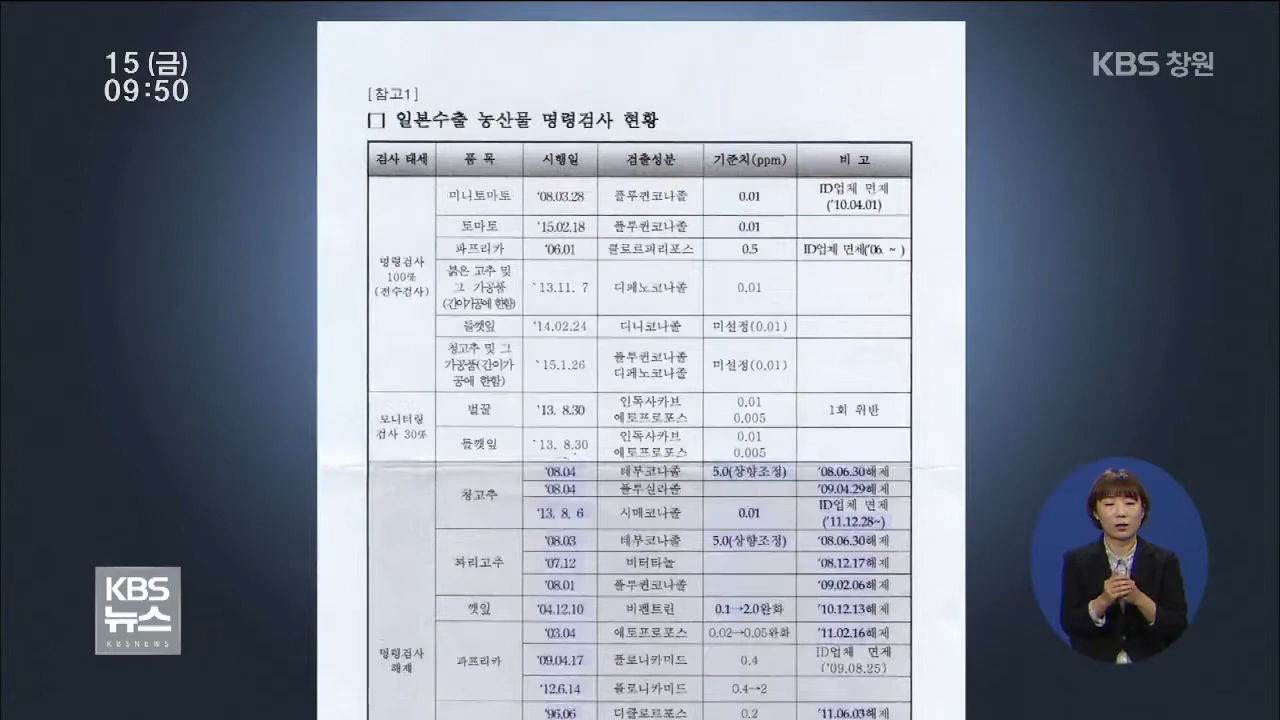 15 (금)
09:50
KBS 창원
[참고1]
□ 일본수출 농산물 명령검사 현황
검사 태세 품 목 시행일 검출성분 기준치(ppm) 비 고
명령검사
100%
(전수검사)
미니토마토 '08.03.28 플루퀸코나졸 0.01 ID업체 면제
('10.04.01)
토마토 '15.02.18 플루퀸코나졸 0.01
파프리카 '06.01 클로르피리포스 0.5 ID업체 면제('06. ~ )
붉은 고추 및
그 가공품
(간이가공에 한함)
`13.11. 7 디페노코나졸 0.01
들깻잎 '14.02.24 디니코나졸 미설정(0.01)
청고추 및 그
가공품(간이가
공에 한함)
`15.1.26 플루퀸코나졸
디페노코나졸
미설정(0.01)
모니터링
검사 30%
벌꿀 '13. 8.30 인독사카브 0.01
에토프로포스 0.005
1회 위반
들깻잎 '13. 8.30 인독사카브 0.01
에토프로포스 0.005
명령검사
해제
청고추
'08.04 테부코나졸 5.0(상향조정) '08.06.30해제
'08.04 플루실라졸 '09.04.29해제
'13. 8. 6 시메코나졸 0.01 ID업체 면제
('11.12.28~)
꽈리고추
'08.03 테부코나졸 5.0(상향조정) '08.06.30해제
'07.12 비터타놀 '08.12.17해제
'08.01 플루퀸코나졸 '09.02.06해제
깻잎 '04.12.10 비펜트린 0.1→2.0완화 '10.12.13해제
파프리카
'03.04 에토프로포스 0.02→0.05완화 '11.02.16해제
'09.04.17 플로니카미드 0.4 ID업체 면제
('09.08.25)
'12.6.14 플로니카미드 0.4→2
'96.06 디클로르포스 0.2 '11.06.03해제
KBS
뉴스
KBSNEWS